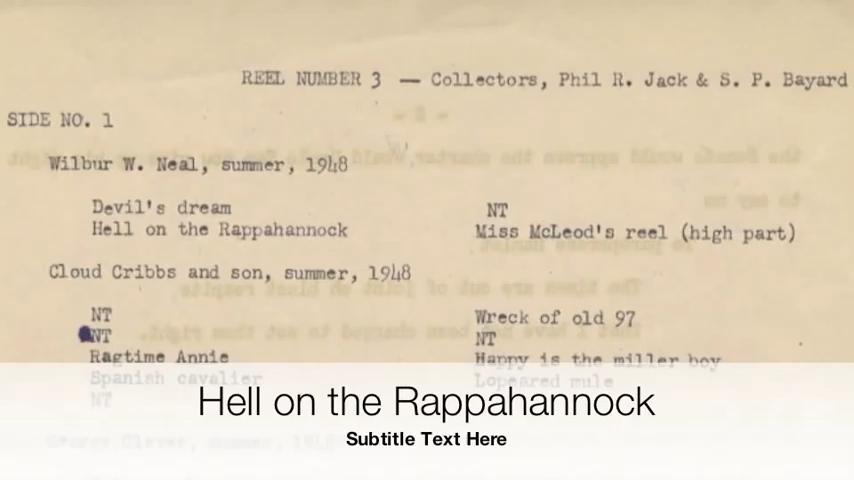 REEL NUMBER 3 — Collectors, Phil R. Jack & S. P. Bayard
SIDE NO. 1
Wilbur W. Neal, summer, 1948
Devil's dream
Hell on the Rappahannock
NT
Miss McLeod's reel (high part)
Cloud Cribbs and son, summer, 1948
NT
NT
Ragtime Annie
Spanish cavalier
NT
Wreck of old 97
NT
Happy is the miller boy
Lopeared mule
Hell on the Rappahannock
Subtitle Text Here